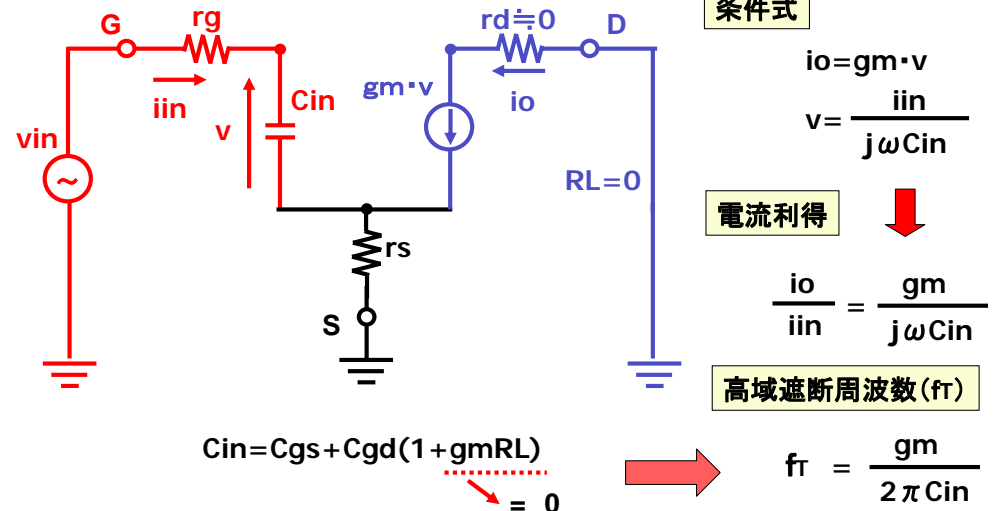 G
rg
rd≒0
D
条件式
iin
v
Cin
gm·v
io
vin
~
RL=0
rs
S
io=gm·v
v= iin
jωCin
電流利得
io
iin
=
gm
jωCin
高域遮断周波数(fT)
Cin=Cgs+Cgd(1+gmRL)
= 0
fT =
gm
2πCin